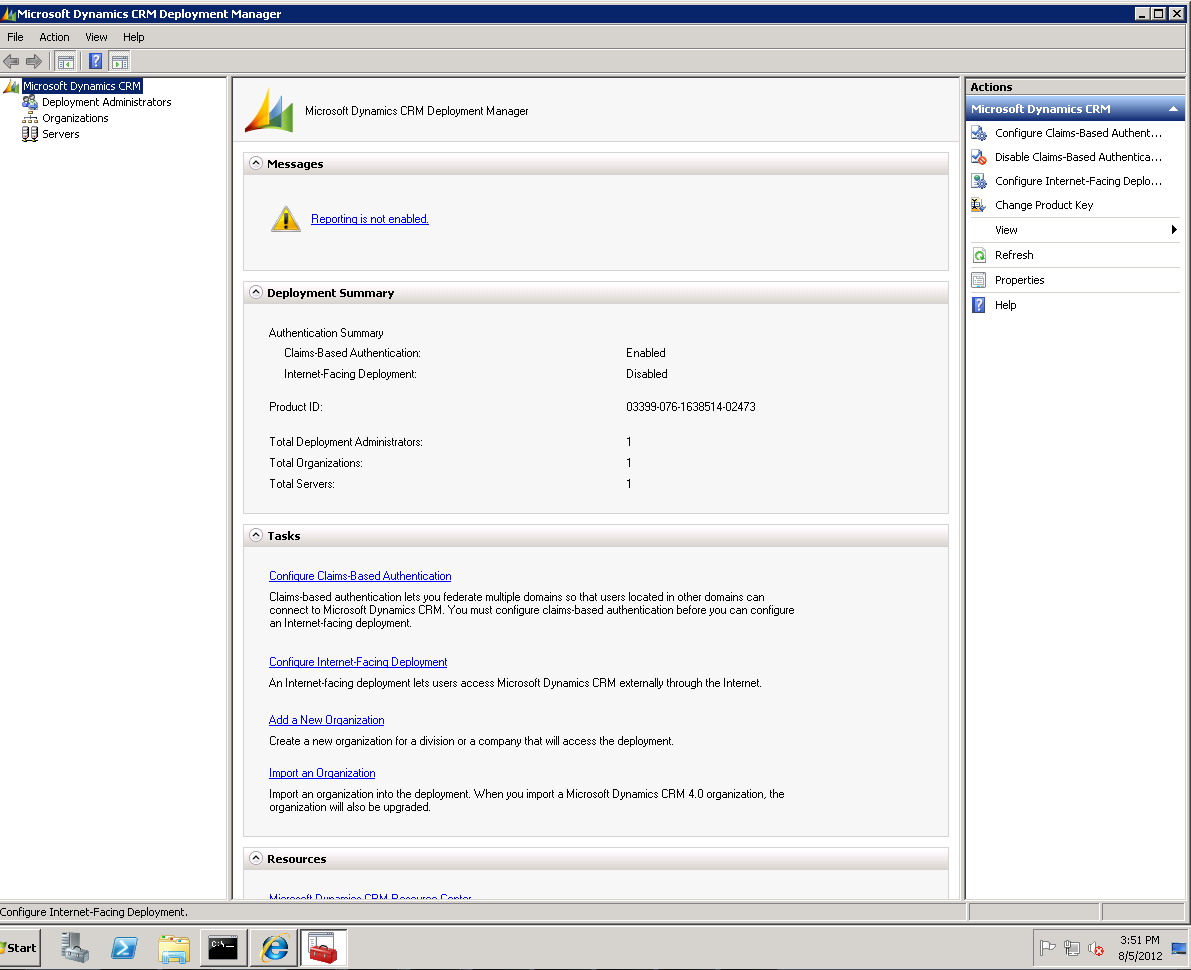 Microsoft Dynamics CRM Deployment Manager
File Action View Help
Microsoft Dynamics CRM
Deployment Administrators
Organizations
Servers
Microsoft Dynamics CRM Deployment Manager
Messages
Reporting is not enabled.
Deployment Summary
Authentication Summary
Claims-Based Authentication: Enabled
Internet-Facing Deployment: Disabled
Product ID: 03399-076-1638514-02473
Total Deployment Administrators: 1
Total Organizations: 1
Total Servers: 1
Tasks
Configure Claims-Based Authentication
Claims-based authentication lets you federate multiple domains so that users located in other domains can
connect to Microsoft Dynamics CRM. You must configure claims-based authentication before you can configure
an Internet-facing deployment.
Configure Internet-Facing Deployment
An Internet-facing deployment lets users access Microsoft Dynamics CRM externally through the Internet.
Add a New Organization
Create a new organization for a division or a company that will access the deployment.
Import an Organization
Import an organization into the deployment. When you import a Microsoft Dynamics CRM 4.0 organization, the
organization will also be upgraded.
Resources
Microsoft Dynamics CRM Resource Center
Actions
Microsoft Dynamics CRM
Configure Claims-Based Authent...
Disable Claims-Based Authentica...
Configure Internet-Facing Deplo...
Change Product Key
View
Refresh
Properties
Help
Configure Internet-Facing Deployment.
Start
C:\
3:51 PM
8/5/2012